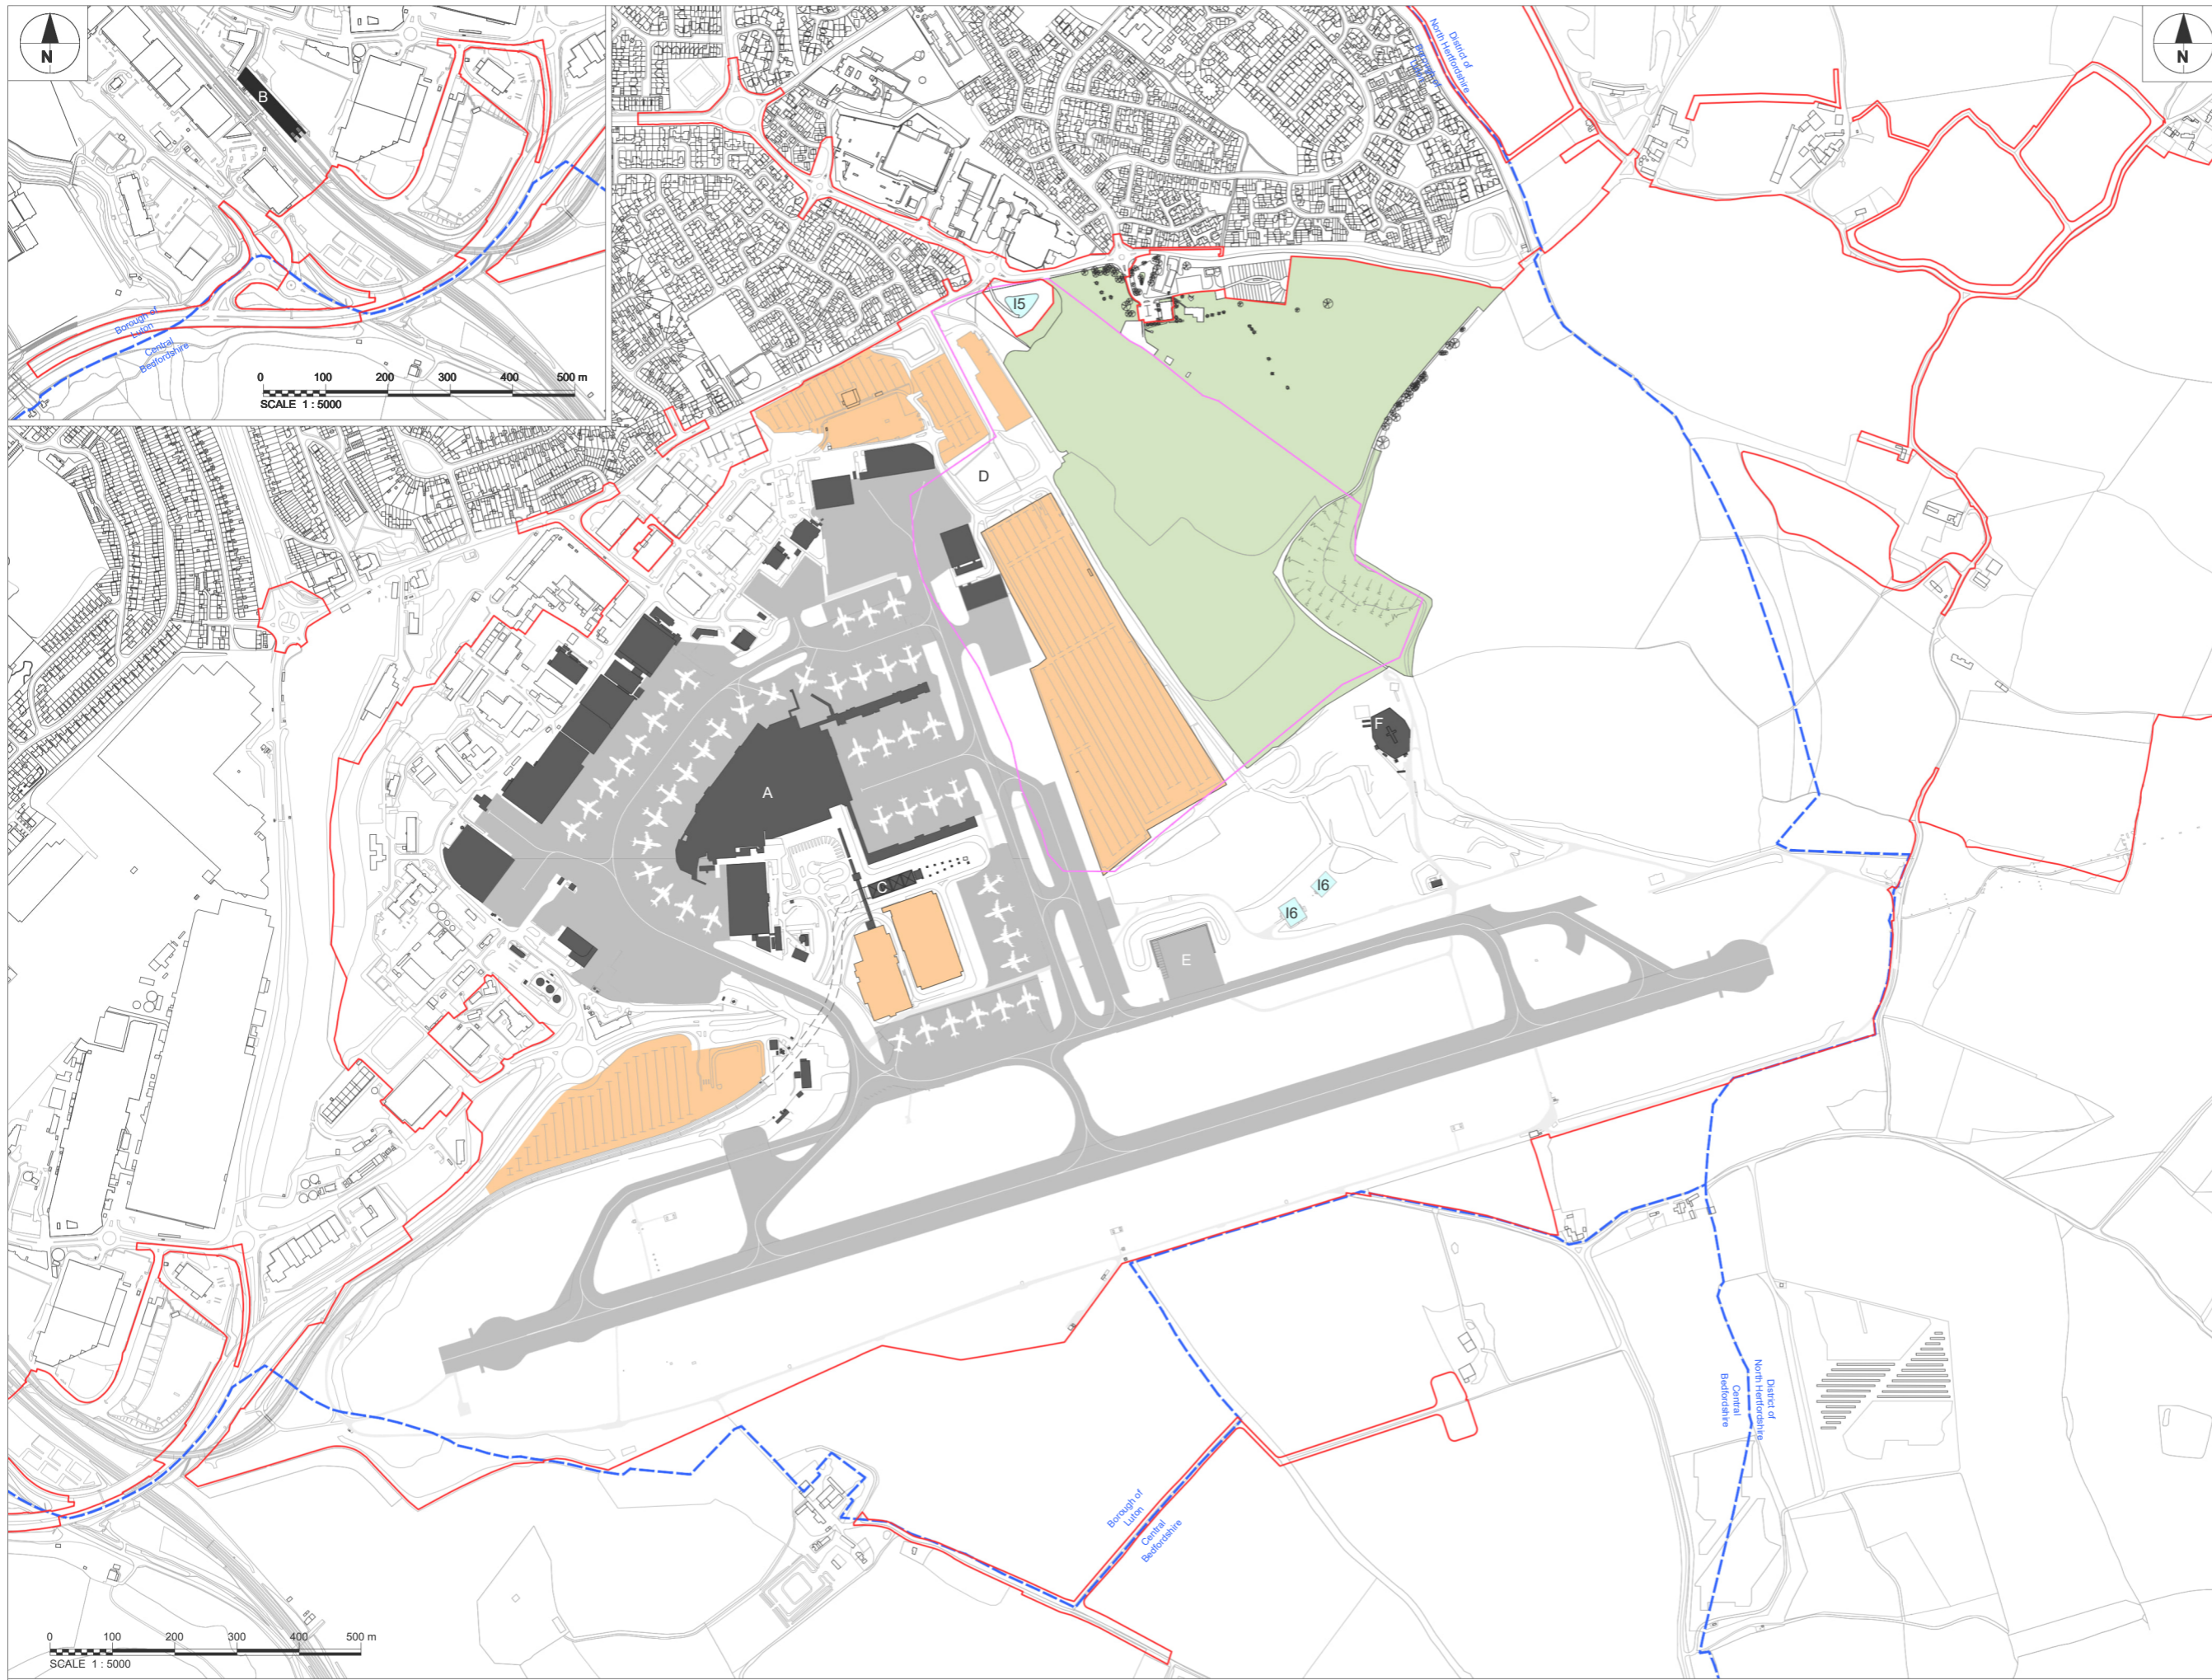 N
B
Borough of
Luton
Central
Bedfordshire
0 100 200 300 400 500 m
SCALE 1 : 5000
District of
North Hertfordshire
Borough of
N
I5
D
F
A
C
I6
I6
E
District of
North Hertfordshire
Central
Bedfordshire
Borough of
Luton
Central
Bedfordshire
0 100 200 300 400 500 m
SCALE 1 : 5000